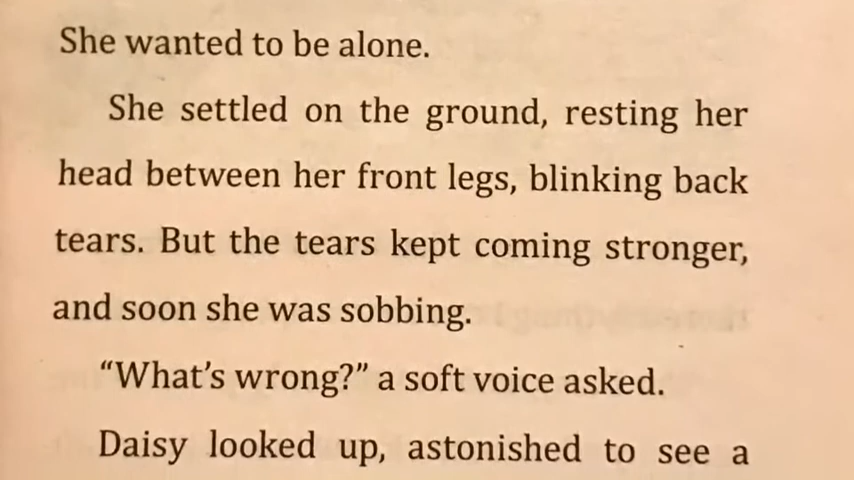 She wanted to be alone.
She settled on the ground, resting her
head between her front legs, blinking back
tears. But the tears kept coming stronger,
and soon she was sobbing.
“What’s wrong?” a soft voice asked.
Daisy looked up, astonished to see a